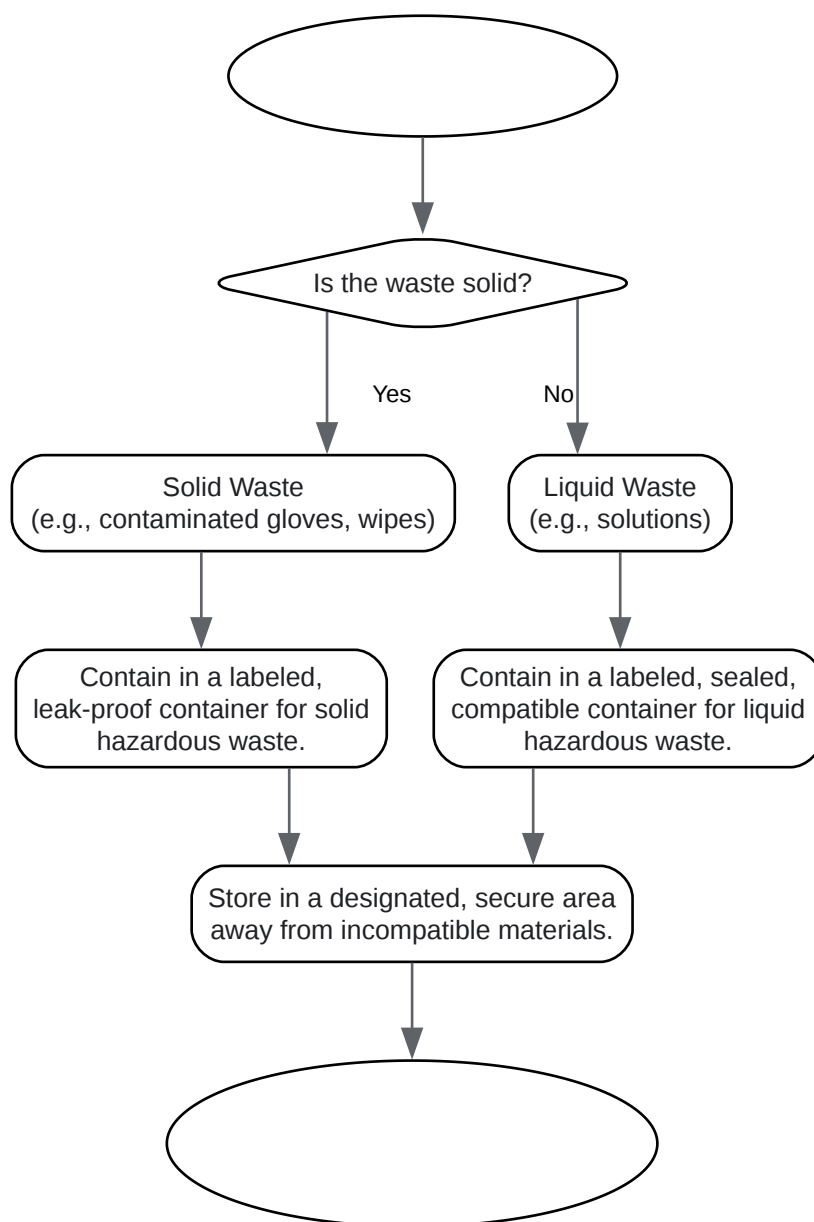 Is the waste solid?
Yes
No
Solid Waste
(e.g., contaminated gloves, wipes)
Liquid Waste
(e.g., solutions)
Contain in a labeled,
leak-proof container for solid
hazardous waste.
Contain in a labeled, sealed,
compatible container for liquid
hazardous waste.
Store in a designated, secure area
away from incompatible materials.